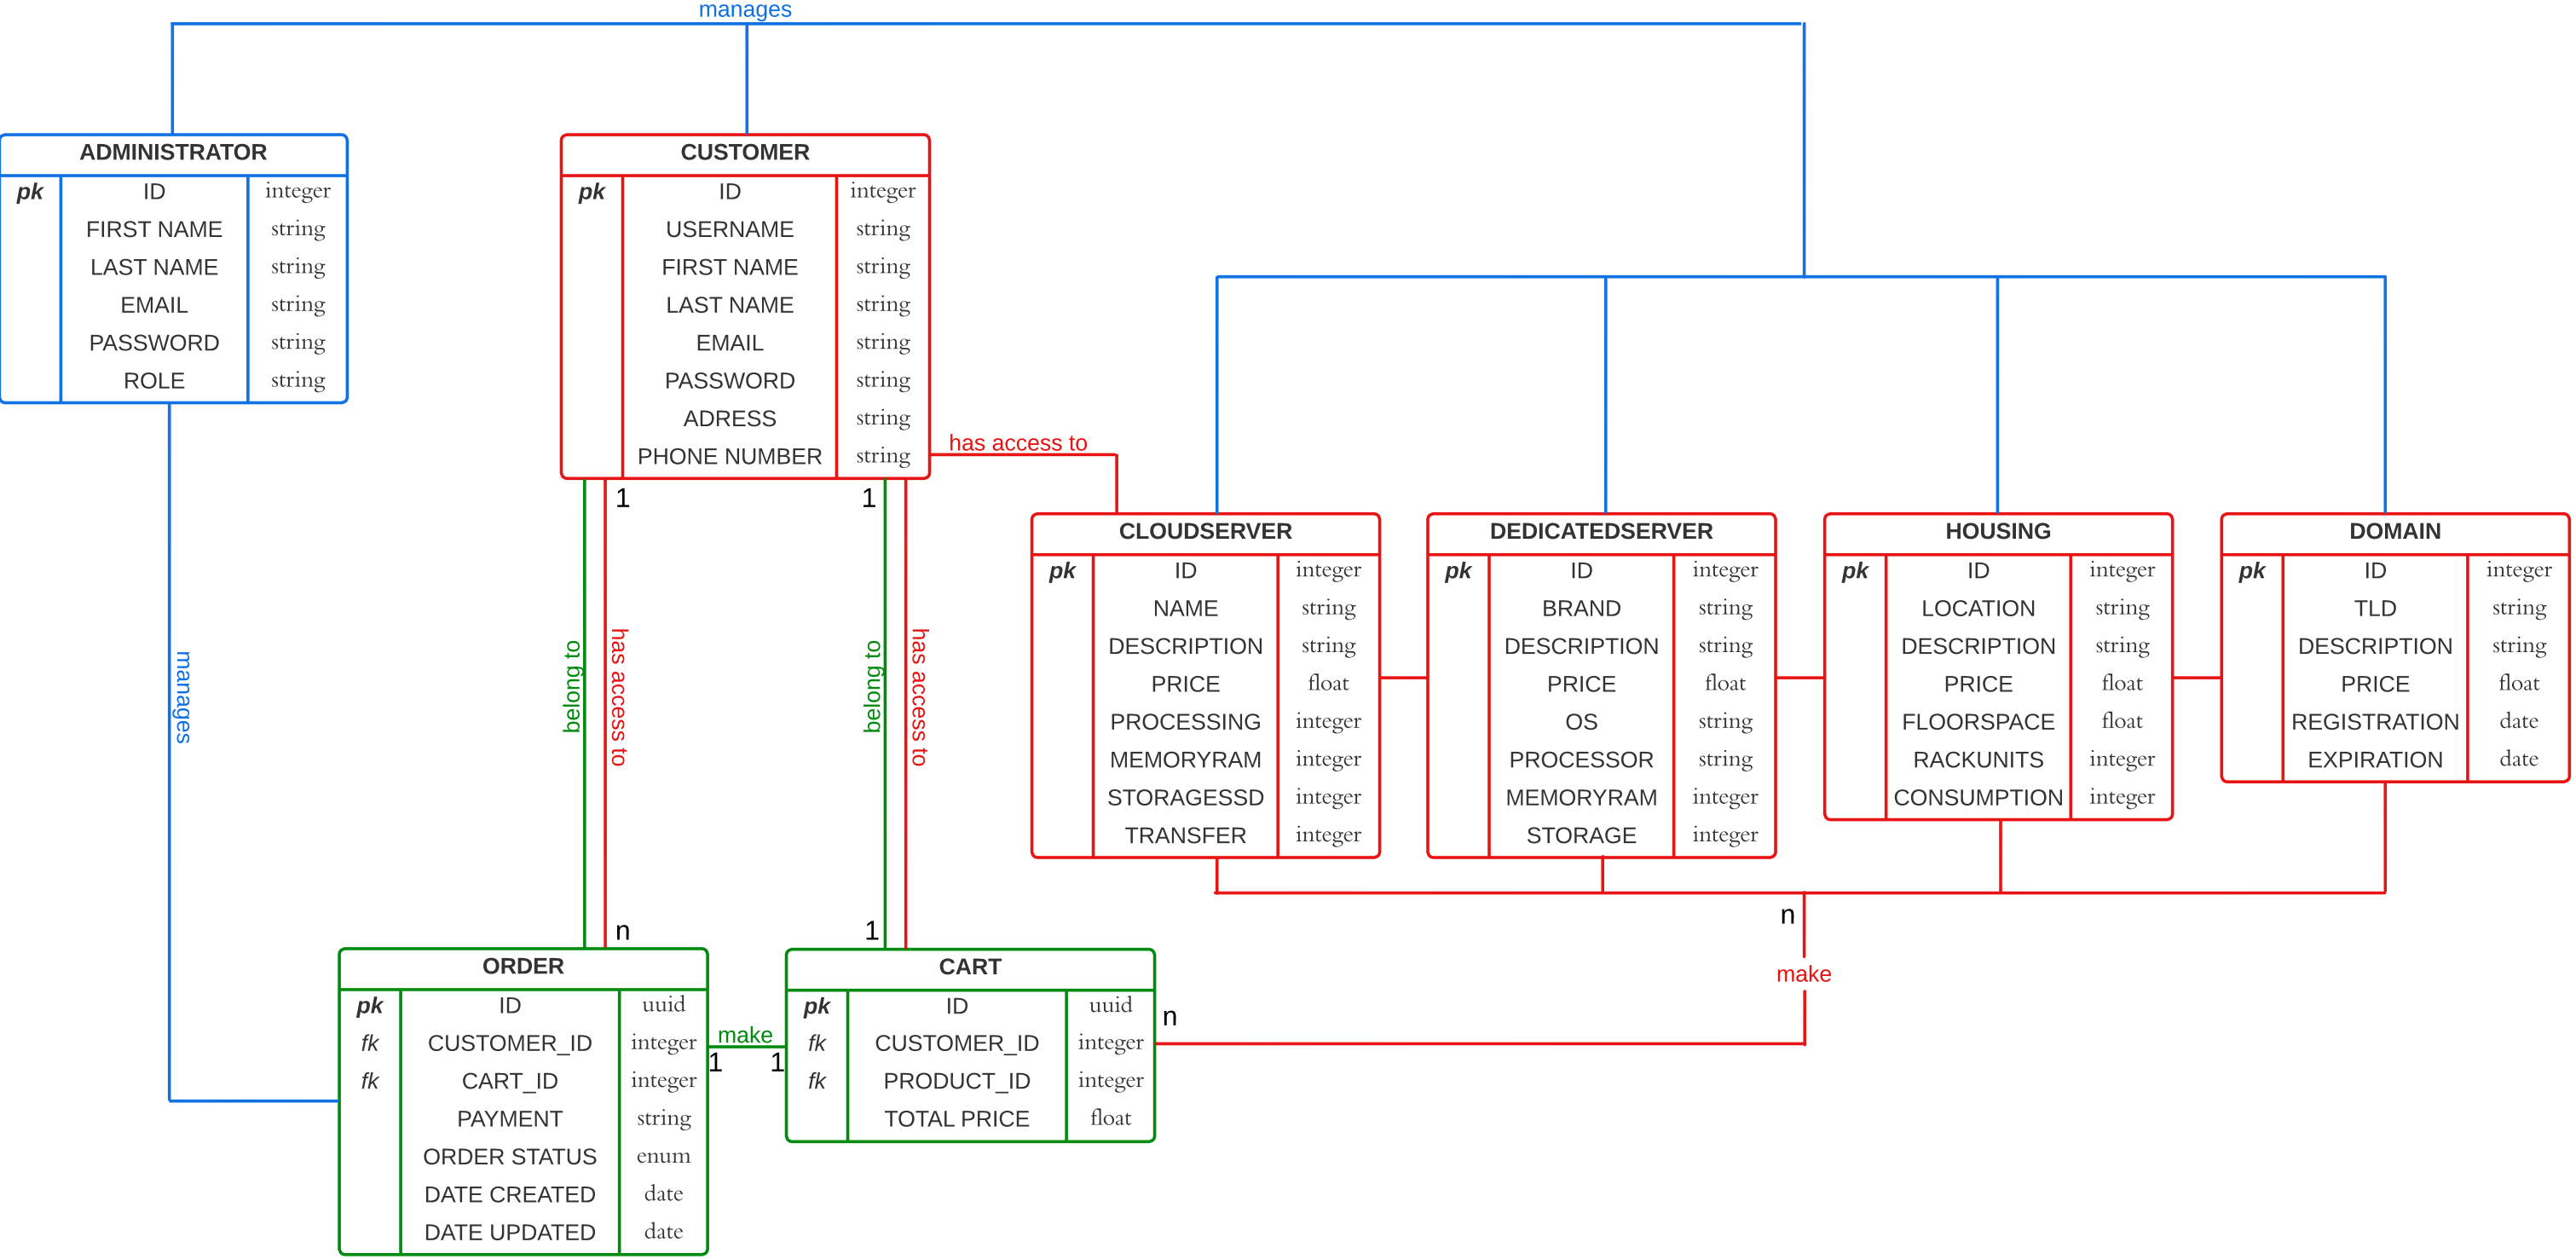 manages
ADMINISTRATOR
pk ID integer
FIRST NAME string
LAST NAME string
EMAIL string
PASSWORD string
ROLE string
CUSTOMER
pk ID integer
USERNAME string
FIRST NAME string
LAST NAME string
EMAIL string
PASSWORD string
ADRESS string
PHONE NUMBER string
has access to
1
1
manages
belong to
has access to
belong to
has access to
n
1
CLOUDSERVER
pk ID integer
NAME string
DESCRIPTION string
PRICE float
PROCESSING integer
MEMORYRAM integer
STORAGESSD integer
TRANSFER integer
DEDICATEDSERVER
pk ID integer
BRAND string
DESCRIPTION string
PRICE float
OS string
PROCESSOR string
MEMORYRAM integer
STORAGE integer
HOUSING
pk ID integer
LOCATION string
DESCRIPTION string
PRICE float
FLOORSPACE float
RACKUNITS integer
CONSUMPTION integer
DOMAIN
pk ID integer
TLD string
DESCRIPTION string
PRICE float
REGISTRATION date
EXPIRATION date
n
make
n
ORDER
pk ID uuid
fk CUSTOMER_ID integer
fk CART_ID integer
PAYMENT string
ORDER STATUS enum
DATE CREATED date
DATE UPDATED date
make
1 1
CART
pk ID uuid
fk CUSTOMER_ID integer
fk PRODUCT_ID integer
TOTAL PRICE float